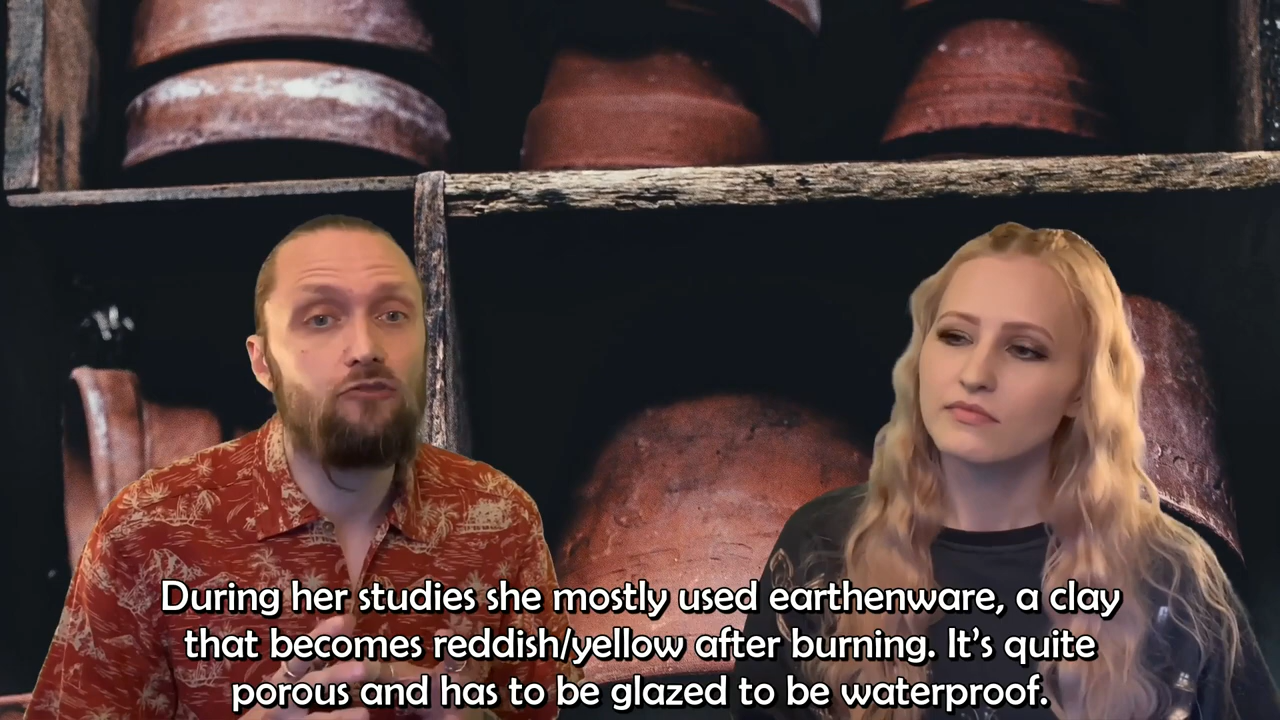 During her studies she mostly used earthenware, a clay
that becomes reddish/yellow after burning. It's quite
porous and has to be glazed to be waterproof.